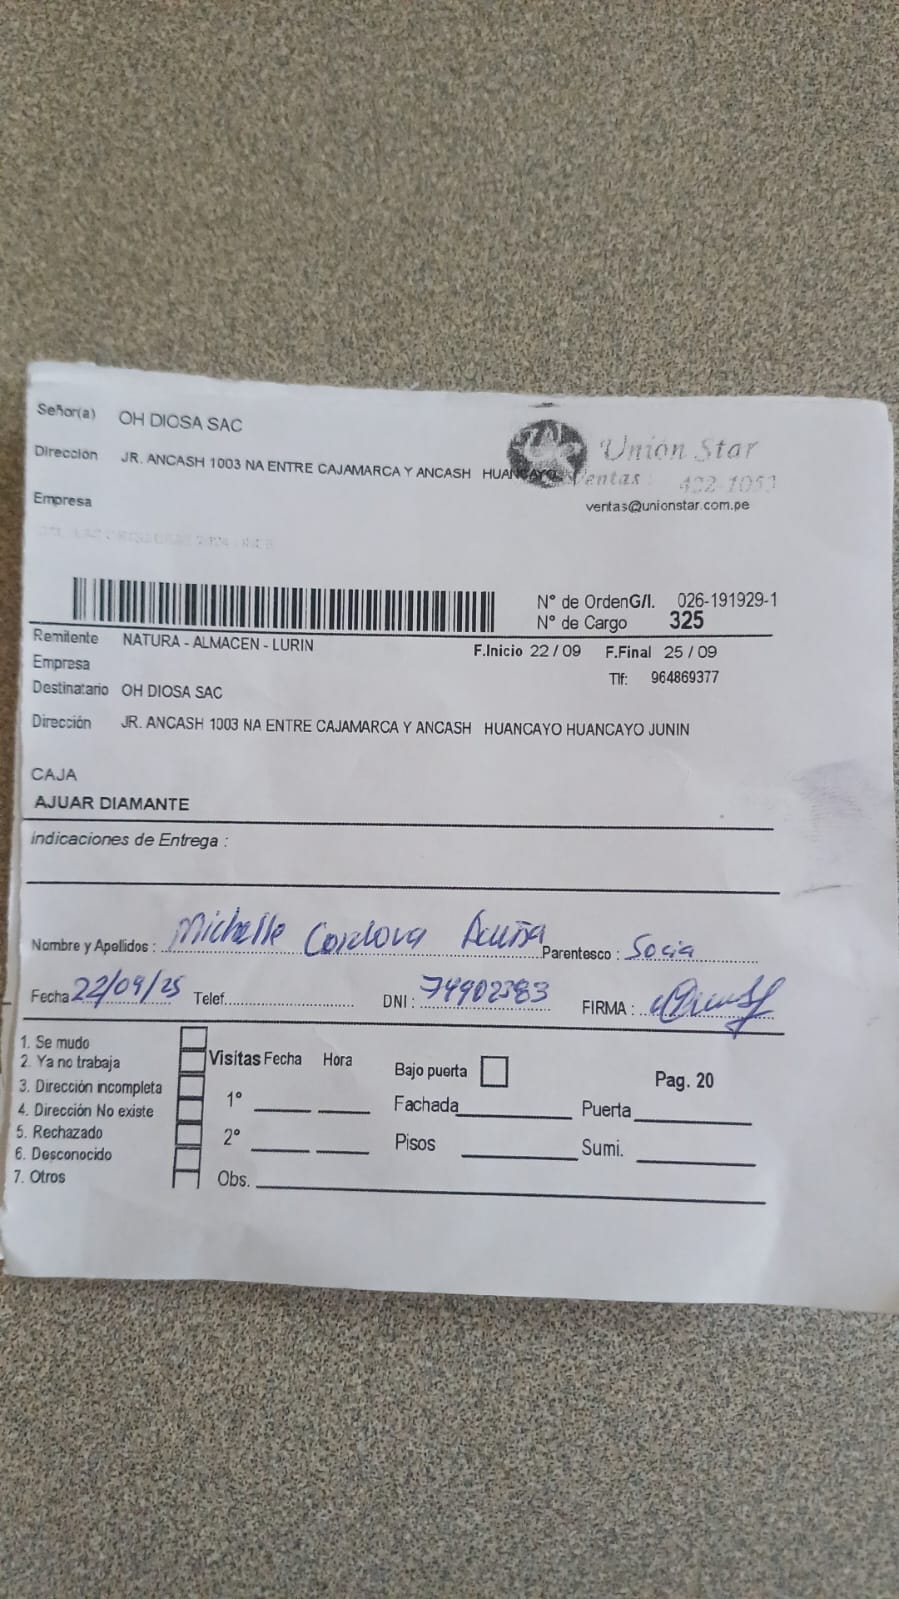 Señor(a) OH DIOSA SAC
Dirección JR. ANCASH 1003 NA ENTRE CAJAMARCA Y ANCASH HUANCAYO
Unión Star
Ventas : 422-1053
ventas@unionstar.com.pe
Empresa
N° de OrdenG/I. 026-191929-1
N° de Cargo 325
Remitente NATURA - ALMACEN - LURIN
F.Inicio 22 / 09 F.Final 25 / 09
Empresa
Tlf: 964869377
Destinatario OH DIOSA SAC
Dirección JR. ANCASH 1003 NA ENTRE CAJAMARCA Y ANCASH HUANCAYO HUANCAYO JUNIN
CAJA
AJUAR DIAMANTE
indicaciones de Entrega :
Nombre y Apellidos : Michelle Cordova Acuña Parentesco : Socia
Fecha 22/09/25 Telef. DNI : 74902383 FIRMA :
1. Se mudo
2. Ya no trabaja
3. Dirección incompleta
4. Dirección No existe
5. Rechazado
6. Desconocido
7. Otros
Visitas Fecha Hora
1°
2°
Obs.
Bajo puerta
Pag. 20
Fachada Puerta
Pisos Sumi.